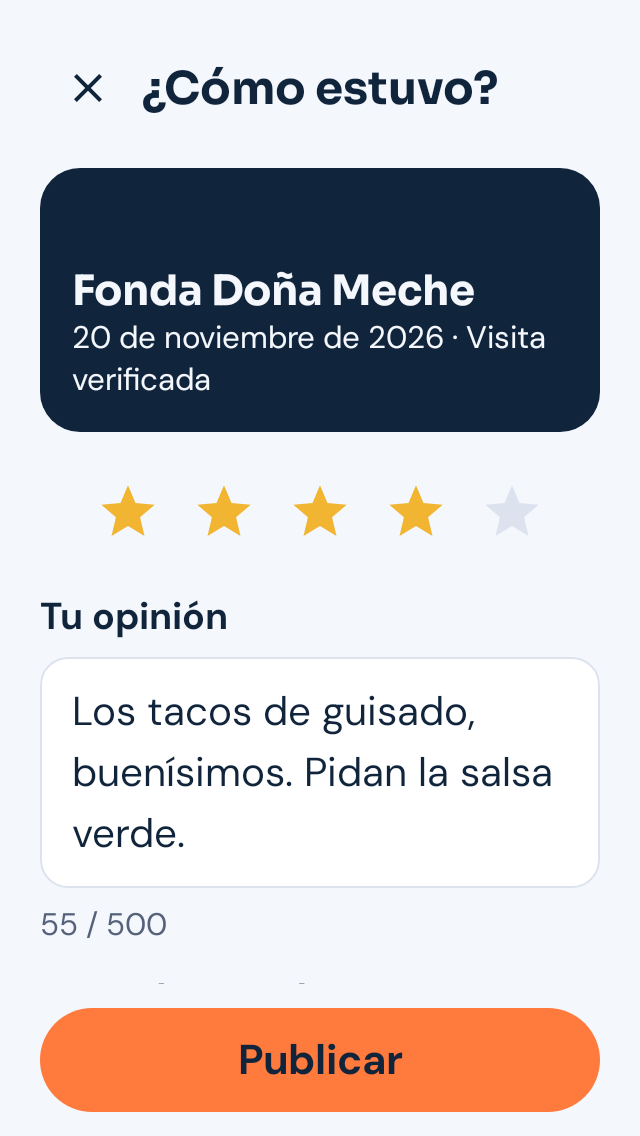 ¿Cómo estuvo?
Fonda Doña Meche
20 de noviembre de 2026 · Visita
verificada
Tu opinión
Los tacos de guisado,
buenísimos. Pidan la salsa
verde.
55 / 500
Publicar